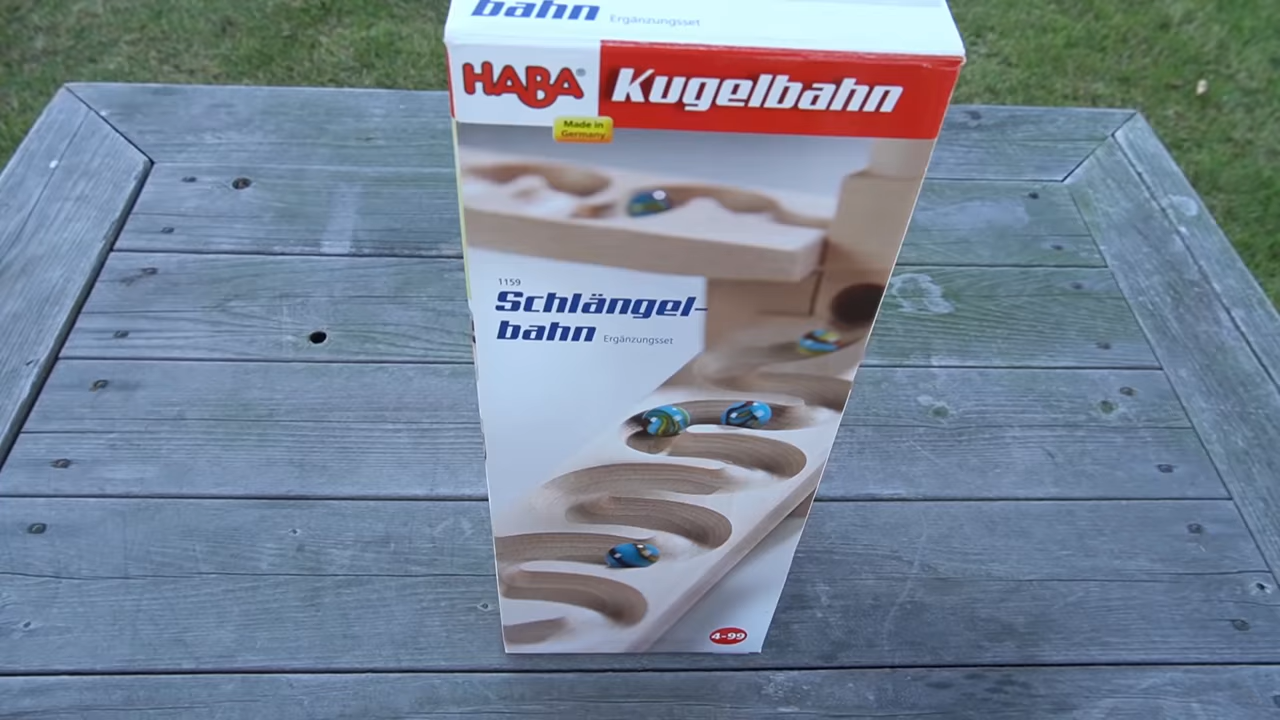 bahn Ergänzungsset
HABA® Kugelbahn
Made in
Germany
1159
Schlängel-
bahn Ergänzungsset
4-99